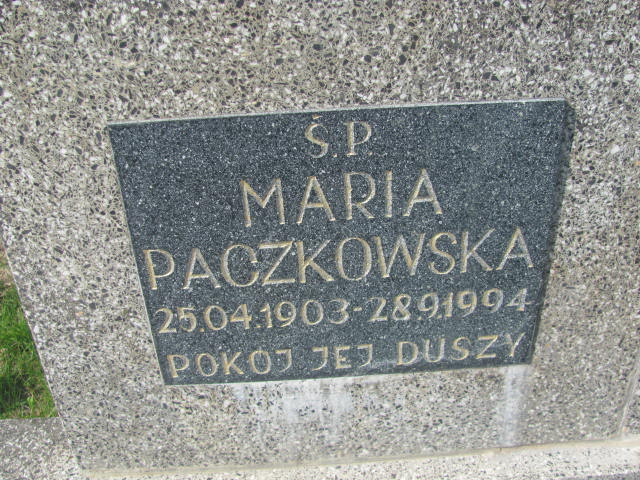 Ś.P.
MARIA
PACZKOWSKA
25.04.1903-28.9.1994
POKOJ JEJ DUSZY